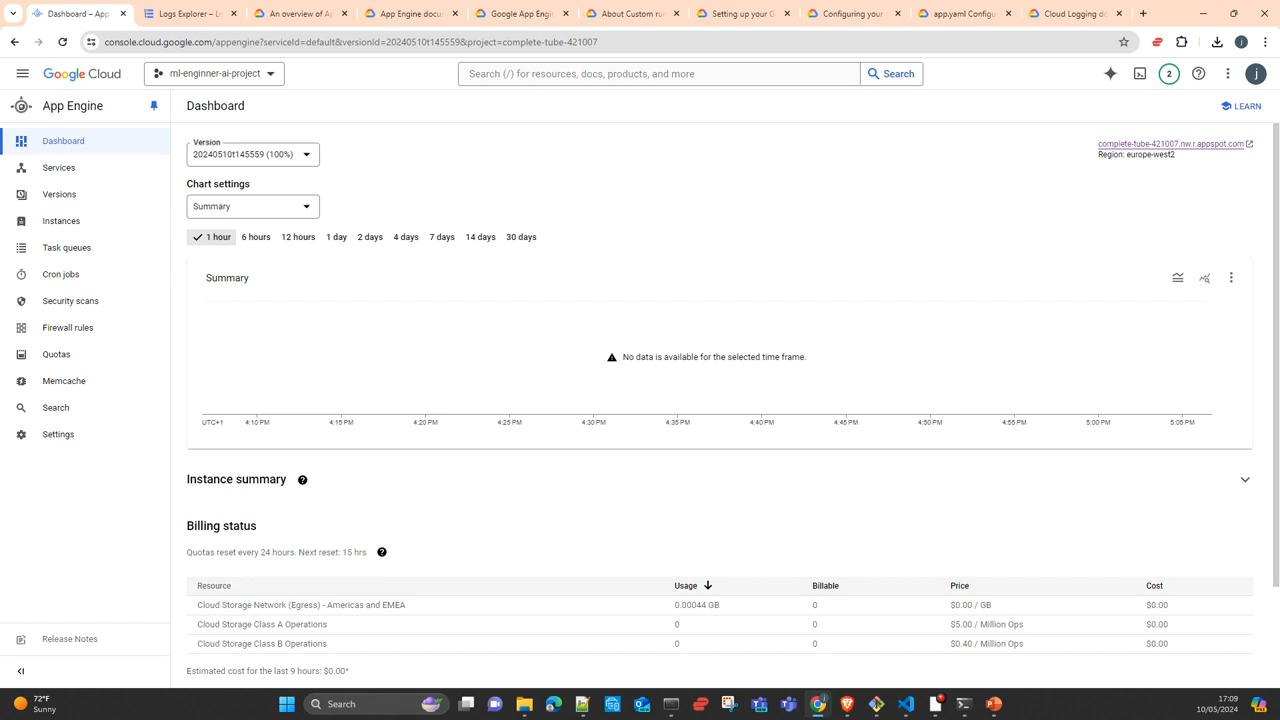 Dashboard – App
Logs Explorer – L
An overview of Ap
App Engine docu
Google App Engin
About Custom run
Setting up your G
Configuring your
app.yaml Configu
Cloud Logging do
console.cloud.google.com/appengine?serviceId=default&versionId=20240510t145559&project=complete-tube-421007
Google Cloud
ml-enginner-ai-project
Search (/) for resources, docs, products, and more
Search
2
j
App Engine
Dashboard
LEARN
Dashboard
Services
Versions
Instances
Task queues
Cron jobs
Security scans
Firewall rules
Quotas
Memcache
Search
Settings
Release Notes
Version
20240510t145559 (100%)
complete-tube-421007.nw.r.appspot.com
Region: europe-west2
Chart settings
Summary
1 hour 6 hours 12 hours 1 day 2 days 4 days 7 days 14 days 30 days
Summary
No data is available for the selected time frame.
UTC+1 4:10 PM 4:15 PM 4:20 PM 4:25 PM 4:30 PM 4:35 PM 4:40 PM 4:45 PM 4:50 PM 4:55 PM 5:00 PM 5:05 PM
Instance summary
Billing status
Quotas reset every 24 hours. Next reset: 15 hrs
Resource Usage Billable Price Cost
Cloud Storage Network (Egress) - Americas and EMEA 0.00044 GB 0 $0.00 / GB $0.00
Cloud Storage Class A Operations 0 0 $5.00 / Million Ops $0.00
Cloud Storage Class B Operations 0 0 $0.40 / Million Ops $0.00
Estimated cost for the last 9 hours: $0.00*
72°F
Sunny
Search
17:09
10/05/2024